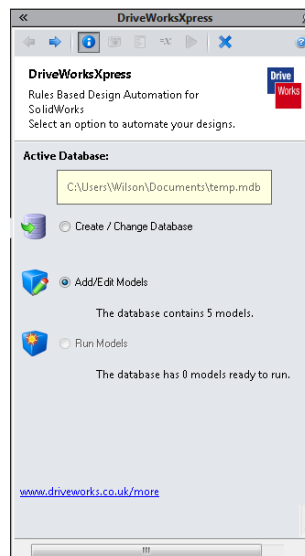 DriveWorksXpress
DriveWorksXpress
Drive
Works
Rules Based Design Automation for
SolidWorks
Select an option to automate your designs.
Active Database:
C:\Users\Wilson\Documents\temp.mdb
Create / Change Database
Add/Edit Models
The database contains 5 models.
Run Models
The database has 0 models ready to run.
www.driveworks.co.uk/more